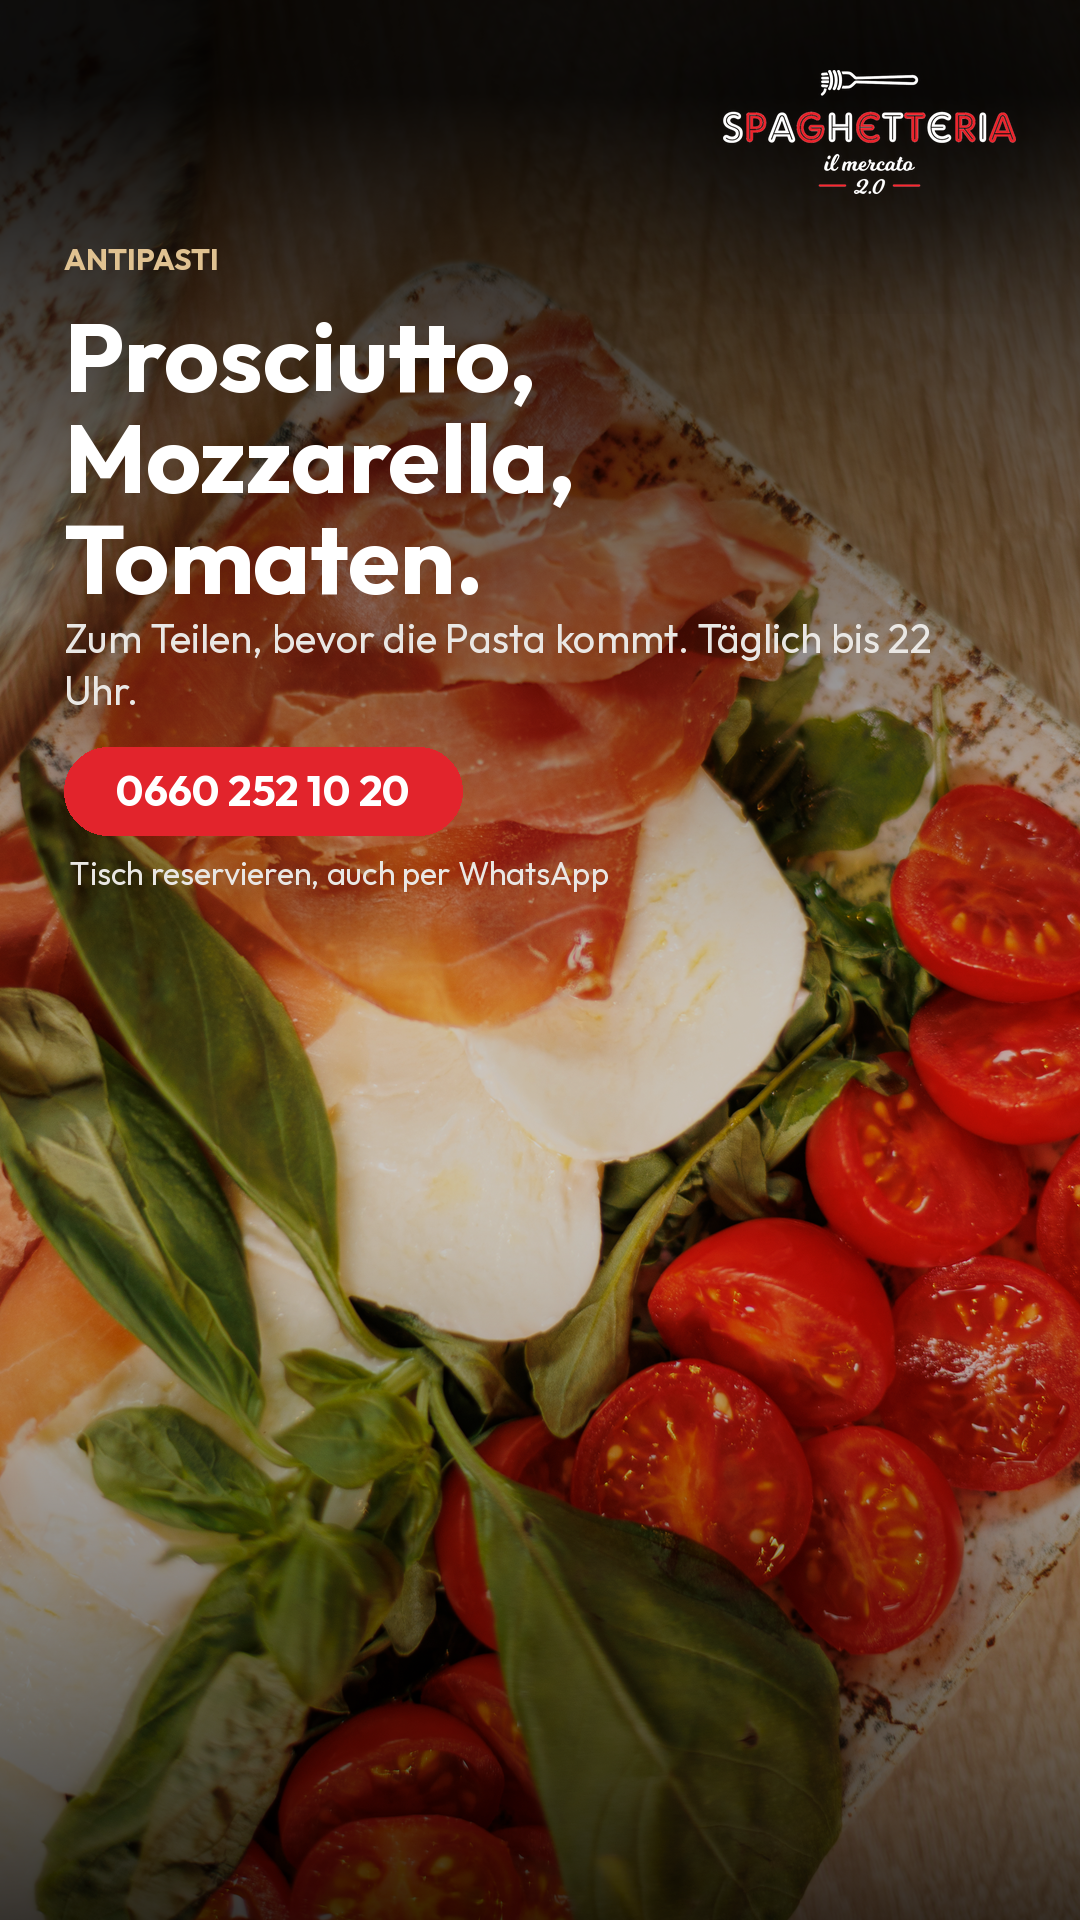 SPAGHETTERIA
il mercato
2.0
ANTIPASTI
Prosciutto,
Mozzarella,
Tomaten.
Zum Teilen, bevor die Pasta kommt. Täglich bis 22
Uhr.
0660 252 10 20
Tisch reservieren, auch per WhatsApp